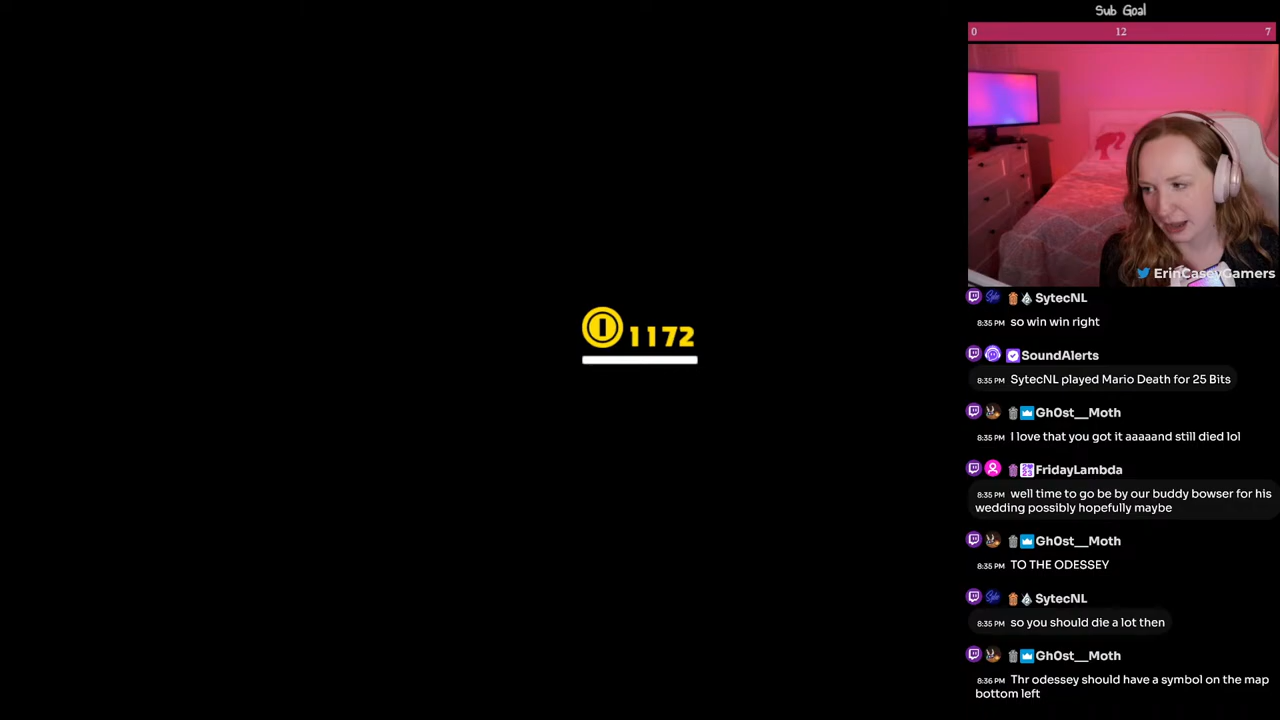 Sub Goal
0 12 7
1172
ErinCaseyGamers
SytecNL
8:35 PM so win win right
SoundAlerts
8:35 PM SytecNL played Mario Death for 25 Bits
Gh0st__Moth
8:35 PM I love that you got it aaaaand still died lol
FridayLambda
8:35 PM well time to go be by our buddy bowser for his
wedding possibly hopefully maybe
Gh0st__Moth
8:35 PM TO THE ODESSEY
SytecNL
8:35 PM so you should die a lot then
Gh0st__Moth
8:36 PM Thr odessey should have a symbol on the map
bottom left